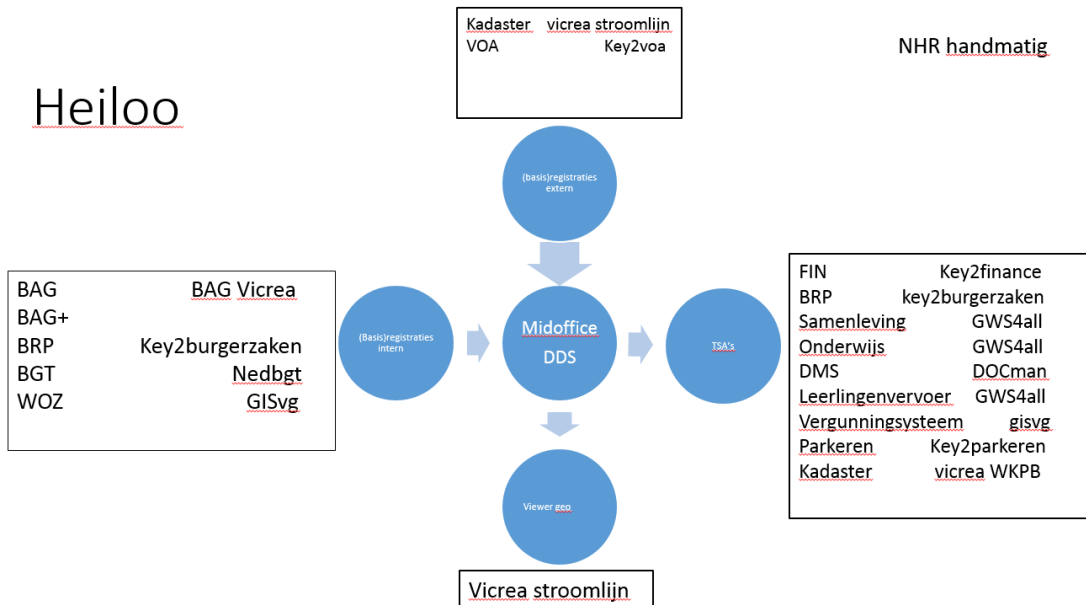 Kadaster vicrea stroomlijn
VOA Key2voa
NHR handmatig
Heiloo
(basis)registraties
extern
BAG BAG Vicrea
BAG+
BRP Key2burgerzaken
BGT Nedbgt
WOZ GISvg
(Basis)registraties
intern
Midoffice
DDS
TSA's
FIN Key2finance
BRP key2burgerzaken
Samenleving GWS4all
Onderwijs GWS4all
DMS DOCman
Leerlingenvervoer GWS4all
Vergunningsysteem gisvg
Parkeren Key2parkeren
Kadaster vicrea WKPB
Viewer geo
Vicrea stroomlijn